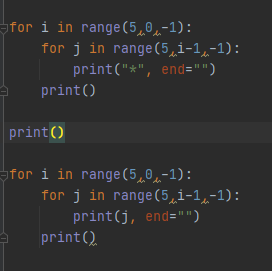 for i in range(5,0,-1):
    for j in range(5,i-1,-1):
        print("*", end="")
    print()

print()

for i in range(5,0,-1):
    for j in range(5,i-1,-1):
        print(j, end="")
    print()